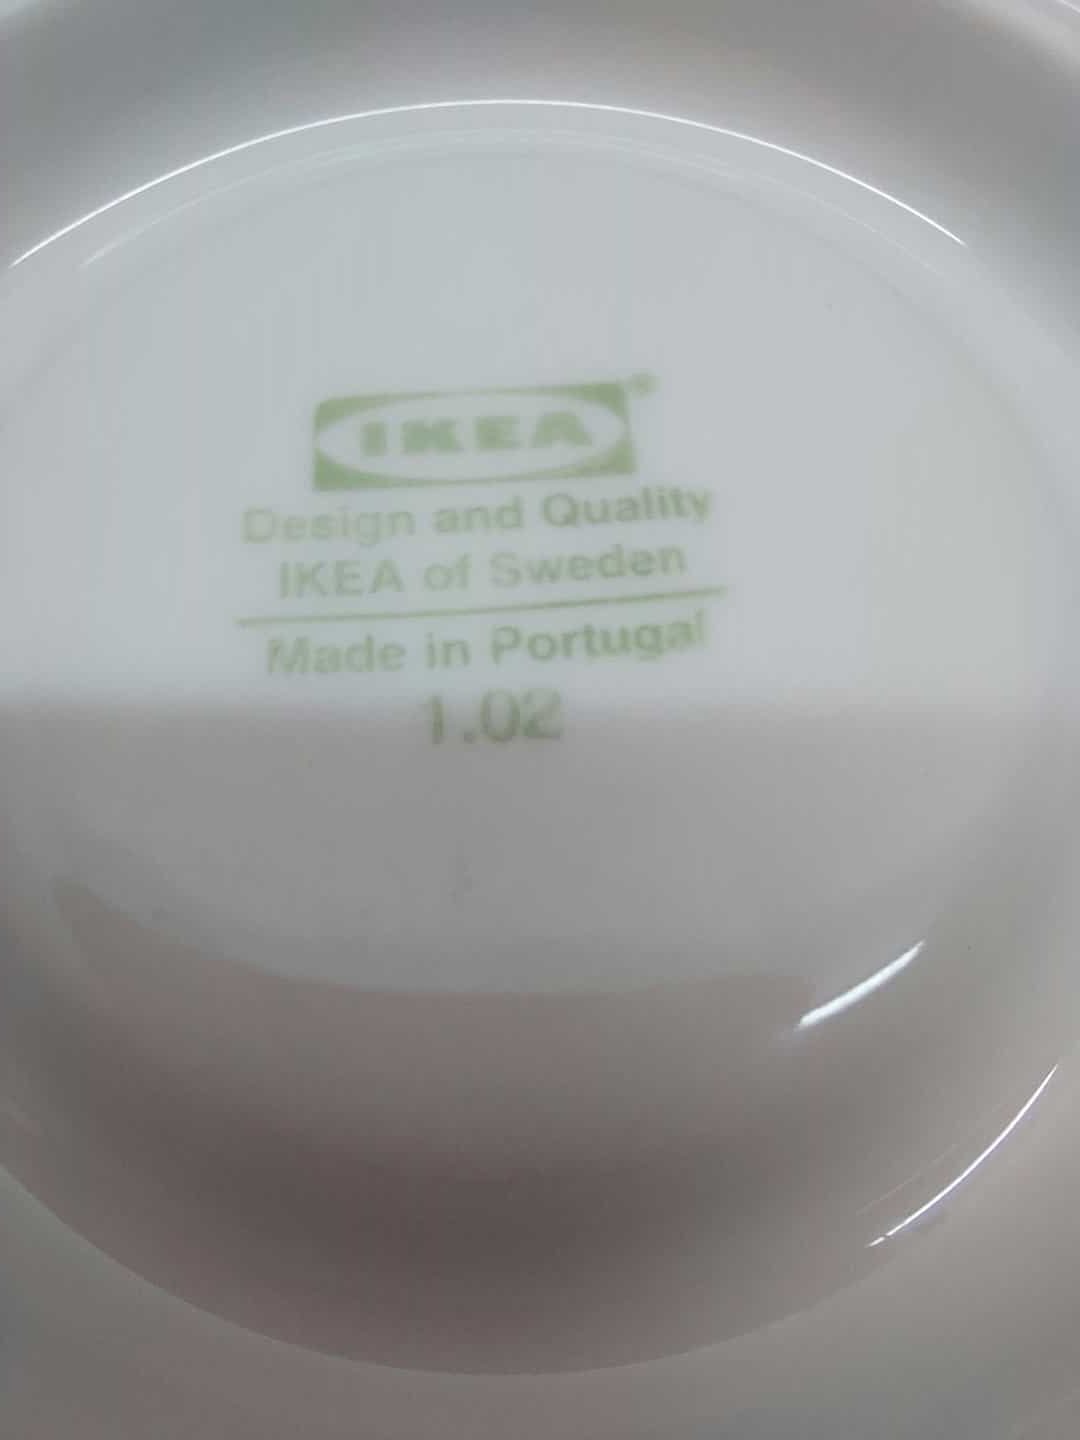 IKEA®
Design and Quality
IKEA of Sweden
Made in Portugal
1.02